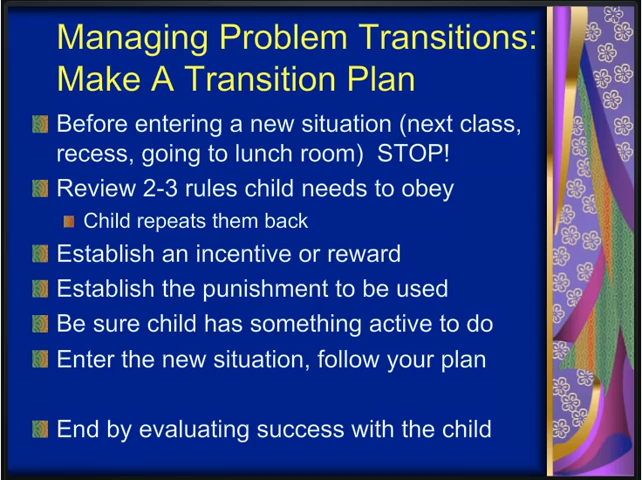 Managing Problem Transitions:
Make A Transition Plan
Before entering a new situation (next class,
recess, going to lunch room)  STOP!
Review 2-3 rules child needs to obey
Child repeats them back
Establish an incentive or reward
Establish the punishment to be used
Be sure child has something active to do
Enter the new situation, follow your plan
End by evaluating success with the child